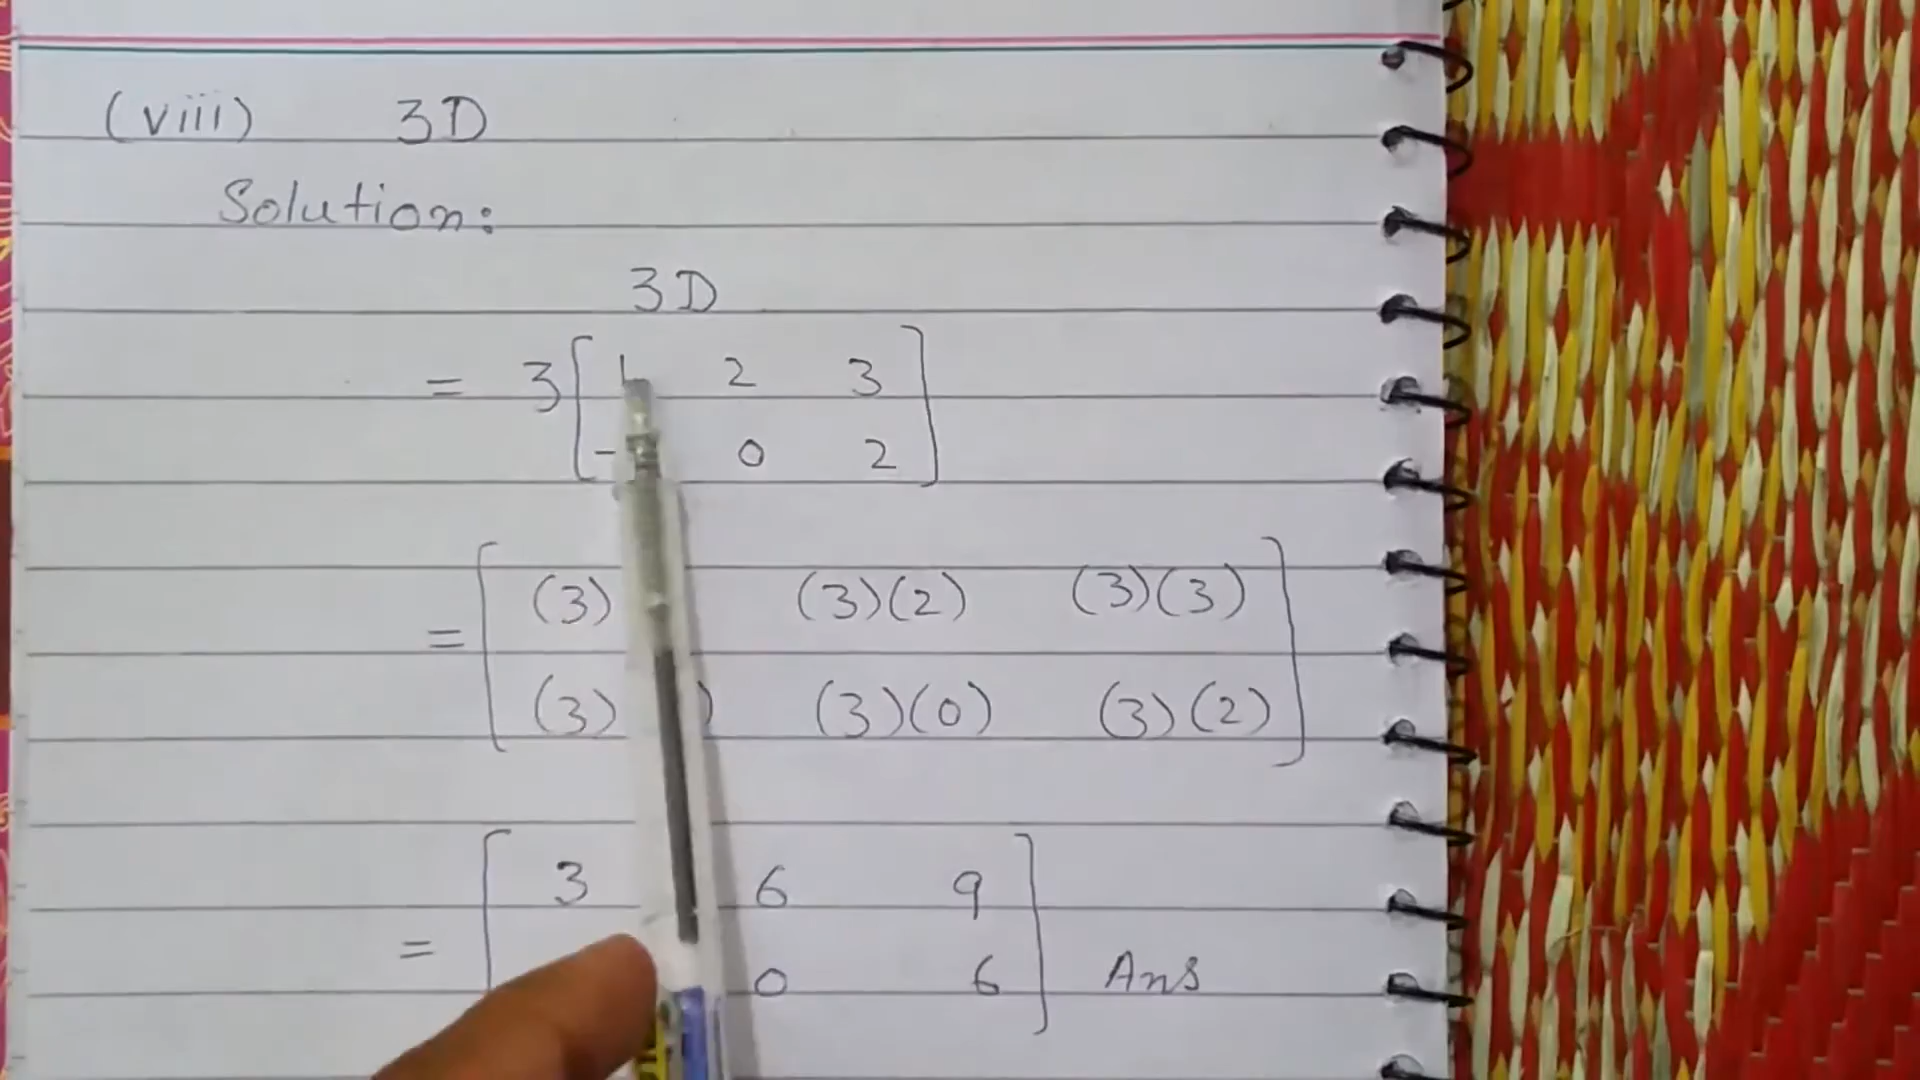 (viii) 3D
Solution:
3D
= 3 [ 1 2 3
- 0 2 ]
= [ (3) (3)(2) (3)(3)
(3) ) (3)(0) (3)(2) ]
= [ 3 6 9
0 6 ] Ans